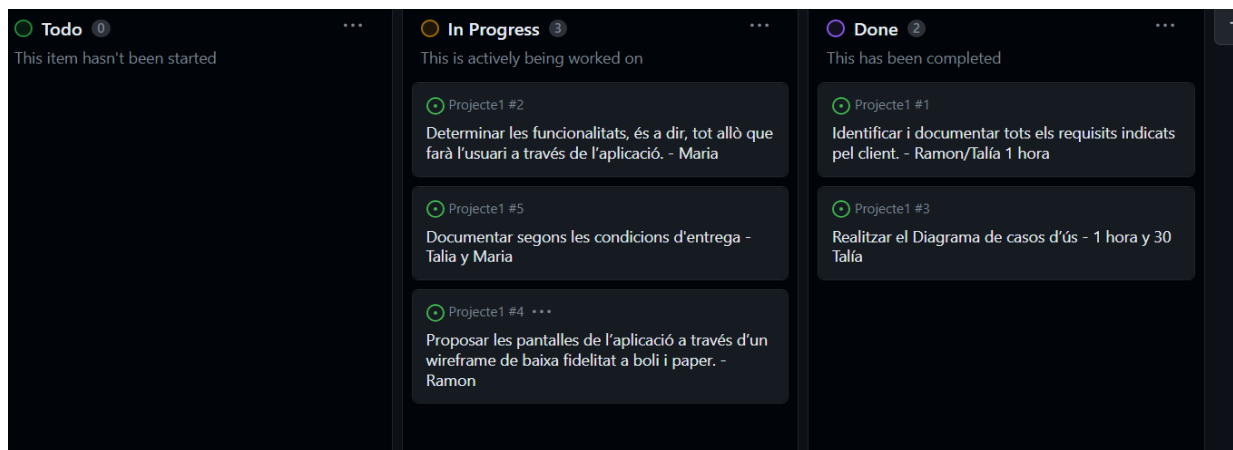 Todo 0
This item hasn't been started
In Progress 3
This is actively being worked on
Projecte1 #2
Determinar les funcionalitats, és a dir, tot allò que
farà l'usuari a través de l'aplicació. - Maria
Projecte1 #5
Documentar segons les condicions d'entrega -
Talia y Maria
Projecte1 #4
Proposar les pantalles de l'aplicació a través d'un
wireframe de baixa fidelitat a boli i paper. -
Ramon
Done 2
This has been completed
Projecte1 #1
Identificar i documentar tots els requisits indicats
pel client. - Ramon/Talía 1 hora
Projecte1 #3
Realitzar el Diagrama de casos d'ús - 1 hora y 30
Talía